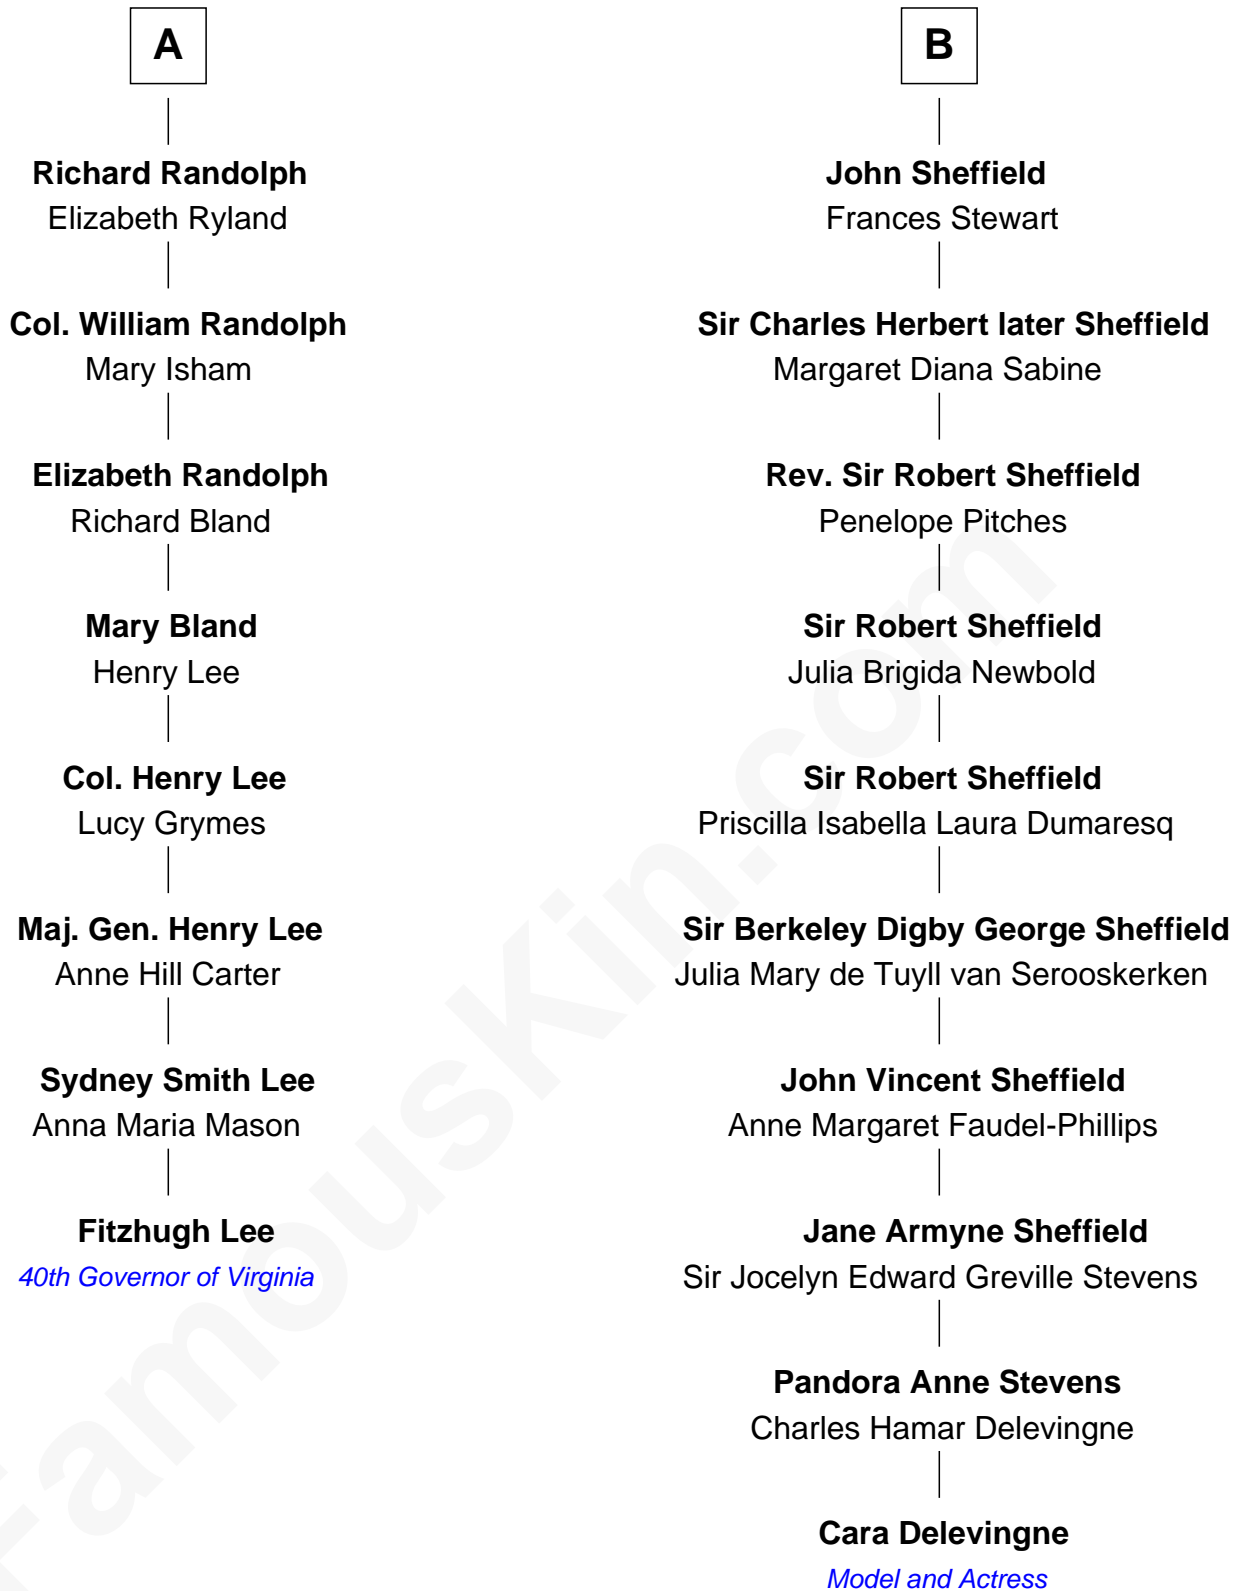 A
Richard Randolph
Elizabeth Ryland
Col. William Randolph
Mary Isham
Elizabeth Randolph
Richard Bland
Mary Bland
Henry Lee
Col. Henry Lee
Lucy Grymes
Maj. Gen. Henry Lee
Anne Hill Carter
Sydney Smith Lee
Anna Maria Mason
Fitzhugh Lee
40th Governor of Virginia
B
John Sheffield
Frances Stewart
Sir Charles Herbert later Sheffield
Margaret Diana Sabine
Rev. Sir Robert Sheffield
Penelope Pitches
Sir Robert Sheffield
Julia Brigida Newbold
Sir Robert Sheffield
Priscilla Isabella Laura Dumaresq
Sir Berkeley Digby George Sheffield
Julia Mary de Tuyll van Serooskerken
John Vincent Sheffield
Anne Margaret Faudel-Phillips
Jane Armyne Sheffield
Sir Jocelyn Edward Greville Stevens
Pandora Anne Stevens
Charles Hamar Delevingne
Cara Delevingne
Model and Actress
FamousKin.com